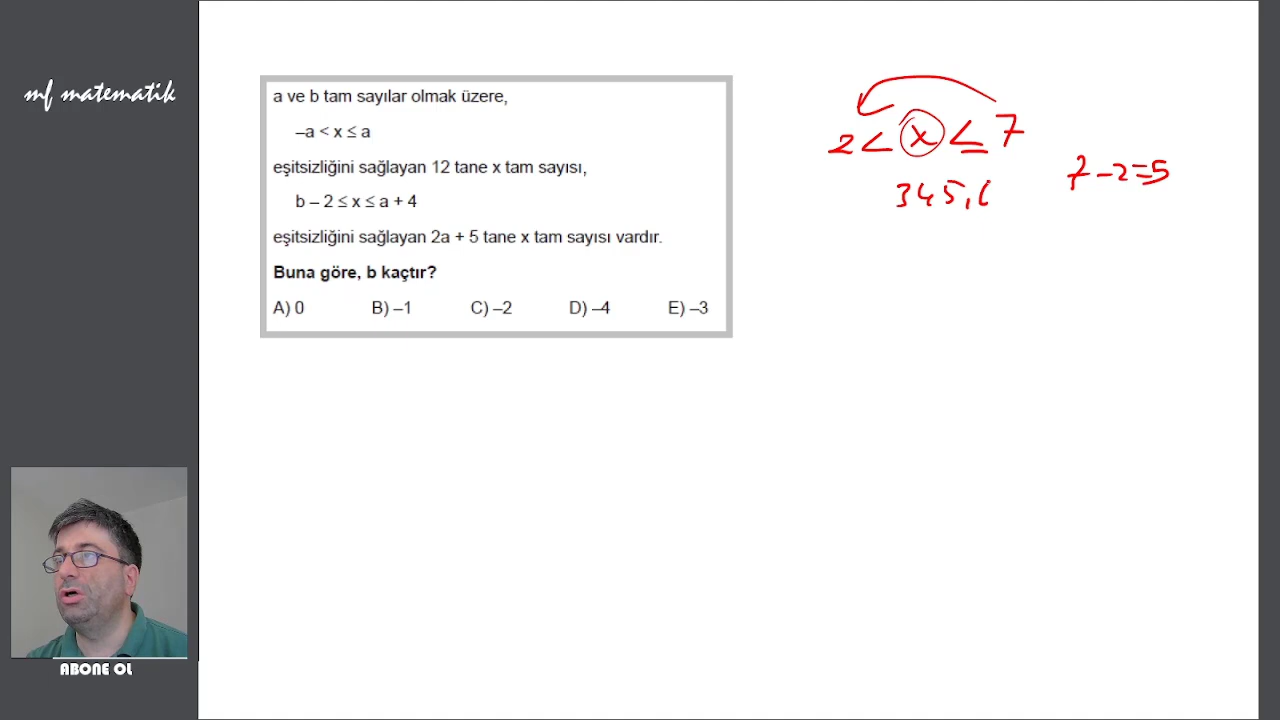 mf matematik
a ve b tam sayılar olmak üzere,
–a < x ≤ a
eşitsizliğini sağlayan 12 tane x tam sayısı,
b – 2 ≤ x ≤ a + 4
eşitsizliğini sağlayan 2a + 5 tane x tam sayısı vardır.
Buna göre, b kaçtır?
A) 0 B) –1 C) –2 D) –4 E) –3
2 < x ≤ 7
7 – 2 = 5
3 4 5, 6
ABONE OL